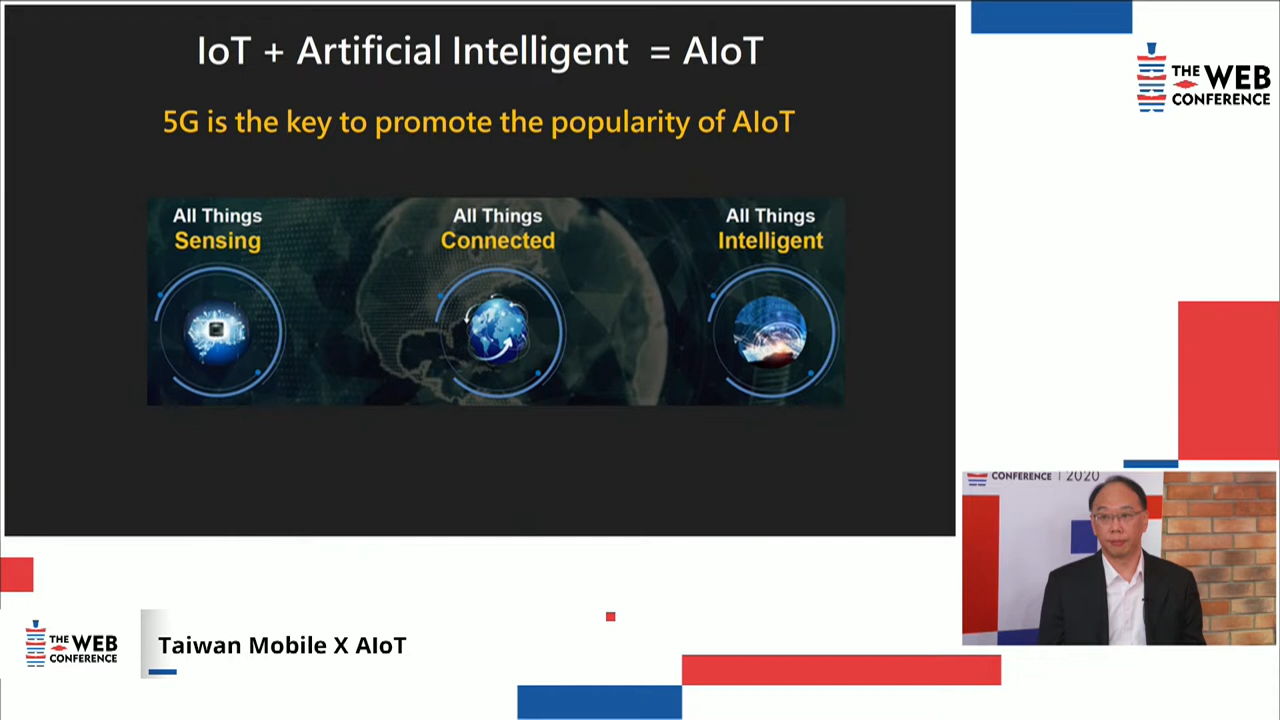 IoT + Artificial Intelligent = AIoT
5G is the key to promote the popularity of AIoT
All Things
Sensing
All Things
Connected
All Things
Intelligent
THE WEB
CONFERENCE
CONFERENCE | 2020
THE WEB
CONFERENCE
Taiwan Mobile X AIoT